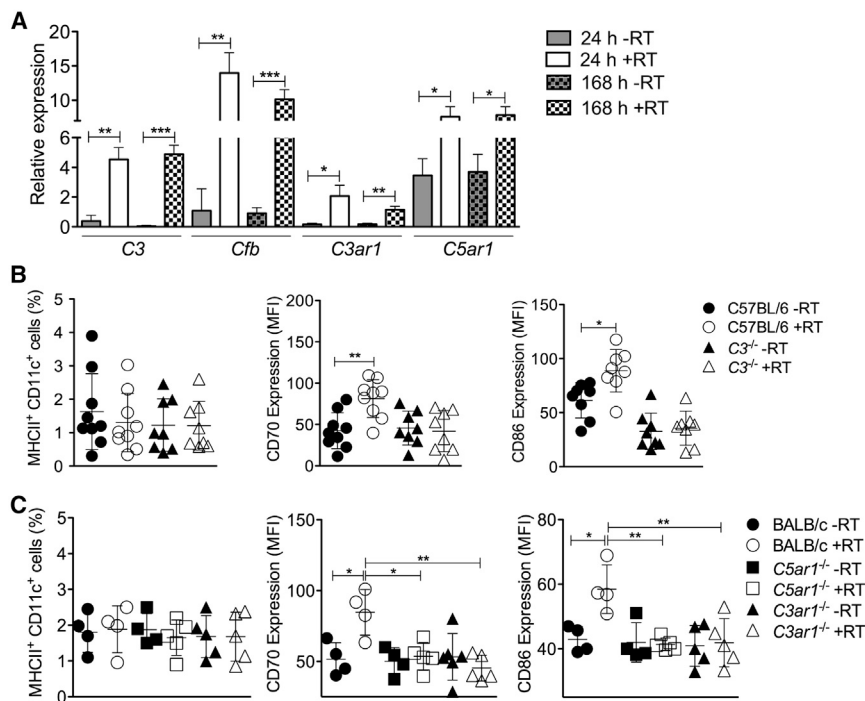 A
Relative expression
20
15
10
6
4
2
0
**
***
**
***
*
**
*
*
C3
Cfb
C3ar1
C5ar1
24 h -RT
24 h +RT
168 h -RT
168 h +RT
B
MHCII⁺ CD11c⁺ cells (%)
5
4
3
2
1
0
CD70 Expression (MFI)
200
150
100
50
0
**
CD86 Expression (MFI)
150
100
50
0
*
C57BL/6 -RT
C57BL/6 +RT
C3⁻/⁻ -RT
C3⁻/⁻ +RT
C
MHCII⁺ CD11c⁺ cells (%)
5
4
3
2
1
0
CD70 Expression (MFI)
150
100
50
*
*
**
CD86 Expression (MFI)
80
60
40
*
**
**
BALB/c -RT
BALB/c +RT
C5ar1⁻/⁻ -RT
C5ar1⁻/⁻ +RT
C3ar1⁻/⁻ -RT
C3ar1⁻/⁻ +RT